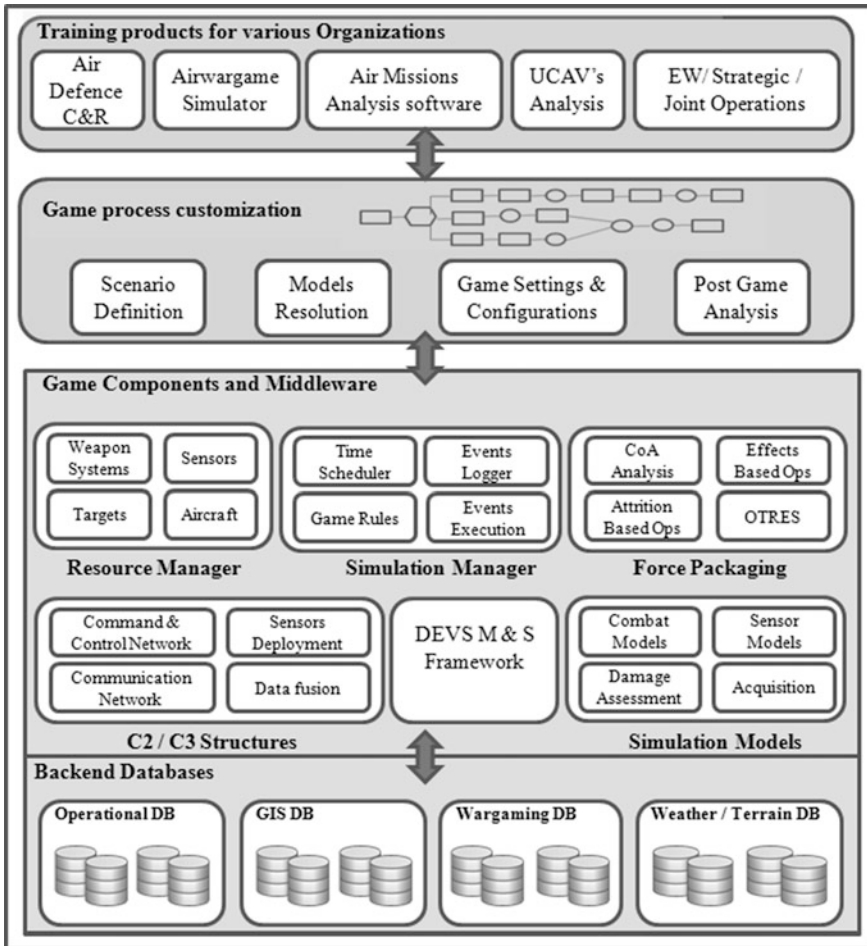 Training products for various Organizations
Air
Defence
C&R
Airwargame
Simulator
Air Missions
Analysis software
UCAV's
Analysis
EW/ Strategic /
Joint Operations
Game process customization
Scenario
Definition
Models
Resolution
Game Settings &
Configurations
Post Game
Analysis
Game Components and Middleware
Weapon
Systems
Sensors
Targets
Aircraft
Resource Manager
Time
Scheduler
Events
Logger
Game Rules
Events
Execution
Simulation Manager
CoA
Analysis
Effects
Based Ops
Attrition
Based Ops
OTRES
Force Packaging
Command &
Control Network
Sensors
Deployment
Communication
Network
Data fusion
C2 / C3 Structures
DEVS M & S
Framework
Combat
Models
Sensor
Models
Damage
Assessment
Acquisition
Simulation Models
Backend Databases
Operational DB
GIS DB
Wargaming DB
Weather / Terrain DB